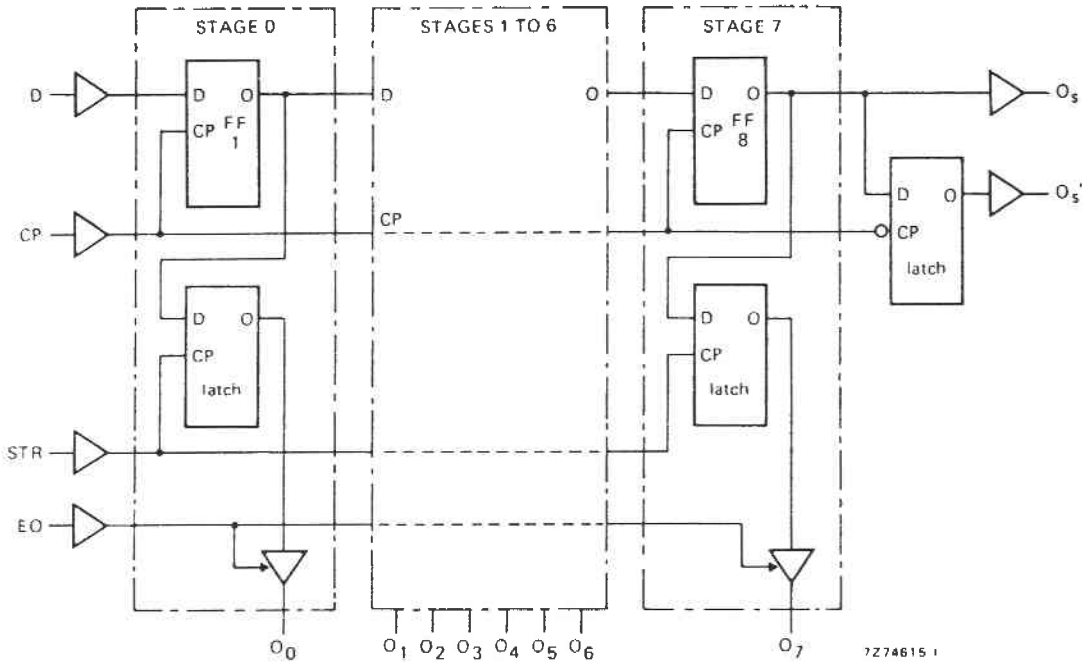 STAGE 0
STAGES 1 TO 6
STAGE 7
D
D O
FF
1
CP
D
O
D O
FF
8
CP
Os
D O
CP
latch
Os'
CP
CP
D O
CP
latch
D O
CP
latch
STR
EO
O0
O1 O2 O3 O4 O5 O6
O7
7Z74615 1